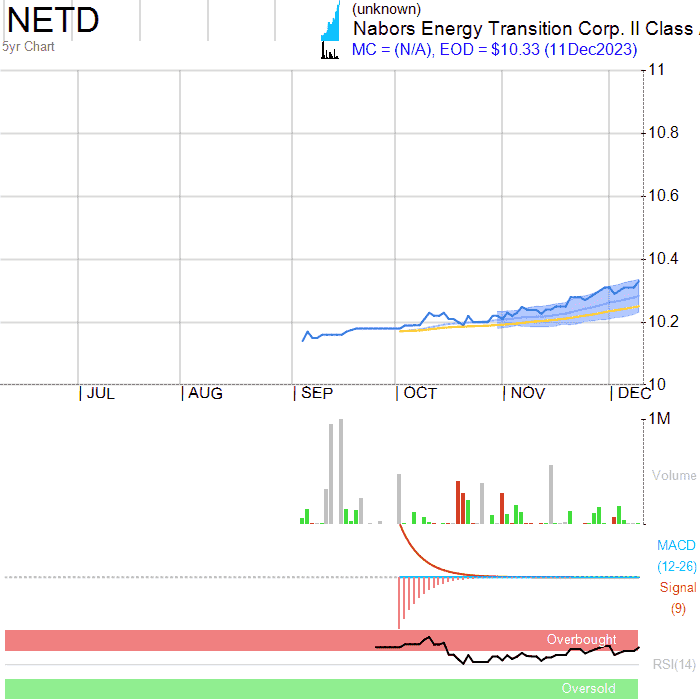 NETD
(unknown)
Nabors Energy Transition Corp. II Class
5yr Chart
MC = (N/A), EOD = $10.33 (11Dec2023)
11
10.8
10.6
10.4
10.2
10
JUL AUG SEP OCT NOV DEC
1M
Volume
MACD
(12-26)
Signal
(9)
Overbought
RSI(14)
Oversold